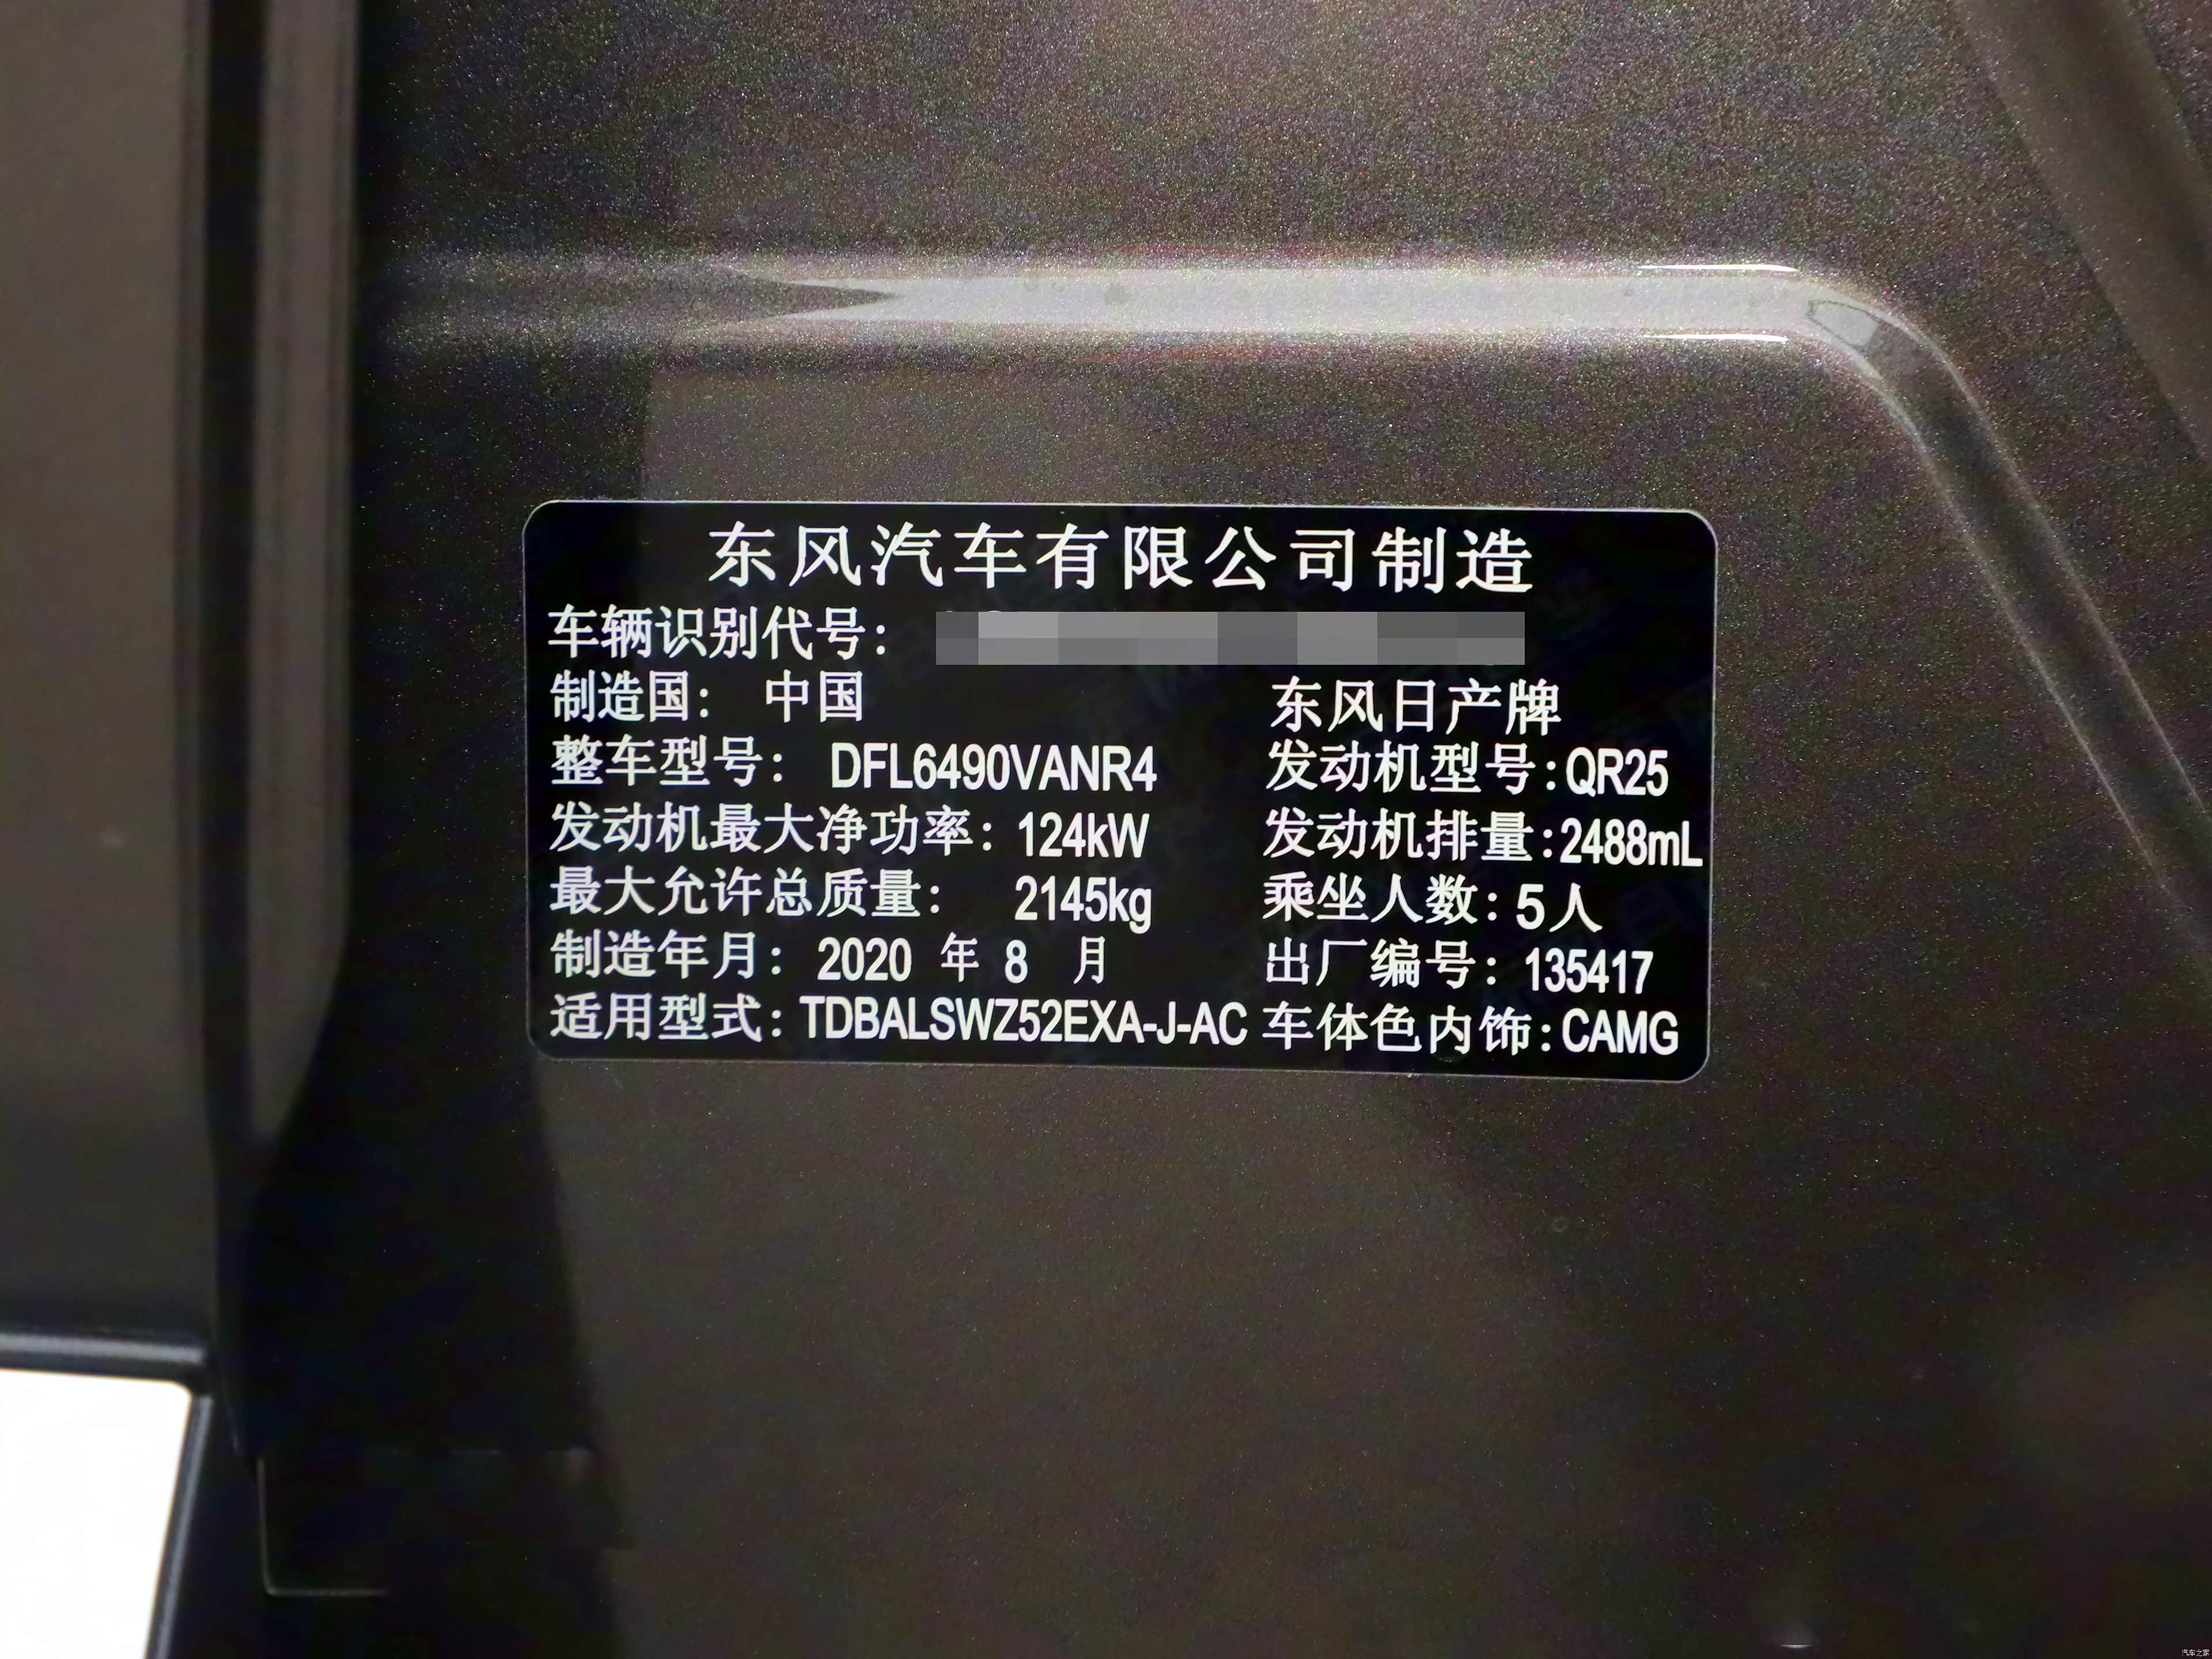 东风汽车有限公司制造
车辆识别代号：
制造国： 中国 东风日产牌
整车型号： DFL6490VANR4 发动机型号:QR25
发动机最大净功率：124kW 发动机排量:2488mL
最大允许总质量： 2145kg 乘坐人数：5人
制造年月： 2020 年 8 月 出厂编号：135417
适用型式：TDBALSWZ52EXA-J-AC 车体色内饰:CAMG
汽车之家